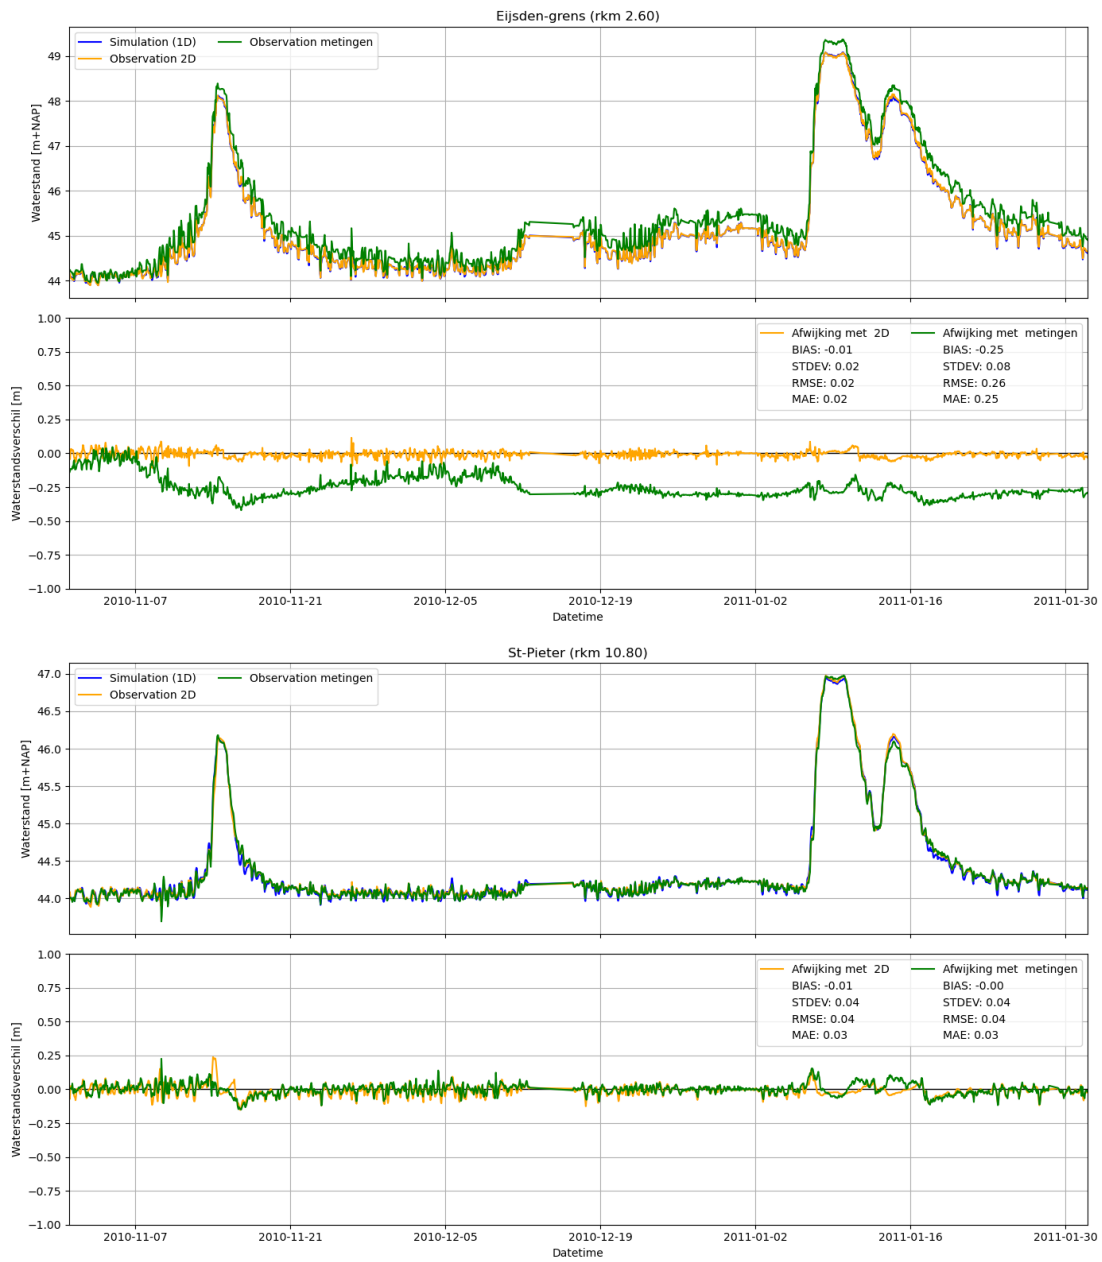 Eijsden-grens (rkm 2.60)
Simulation (1D)
Observation 2D
Observation metingen
Waterstand [m+NAP]
49
48
47
46
45
44
Waterstandsverschil [m]
1.00
0.75
0.50
0.25
0.00
−0.25
−0.50
−0.75
−1.00
Afwijking met  2D
BIAS: -0.01
STDEV: 0.02
RMSE: 0.02
MAE: 0.02
Afwijking met  metingen
BIAS: -0.25
STDEV: 0.08
RMSE: 0.26
MAE: 0.25
2010-11-07 2010-11-21 2010-12-05 2010-12-19 2011-01-02 2011-01-16 2011-01-30
Datetime
St-Pieter (rkm 10.80)
Simulation (1D)
Observation 2D
Observation metingen
Waterstand [m+NAP]
47.0
46.5
46.0
45.5
45.0
44.5
44.0
Waterstandsverschil [m]
1.00
0.75
0.50
0.25
0.00
−0.25
−0.50
−0.75
−1.00
Afwijking met  2D
BIAS: -0.01
STDEV: 0.04
RMSE: 0.04
MAE: 0.03
Afwijking met  metingen
BIAS: -0.00
STDEV: 0.04
RMSE: 0.04
MAE: 0.03
2010-11-07 2010-11-21 2010-12-05 2010-12-19 2011-01-02 2011-01-16 2011-01-30
Datetime